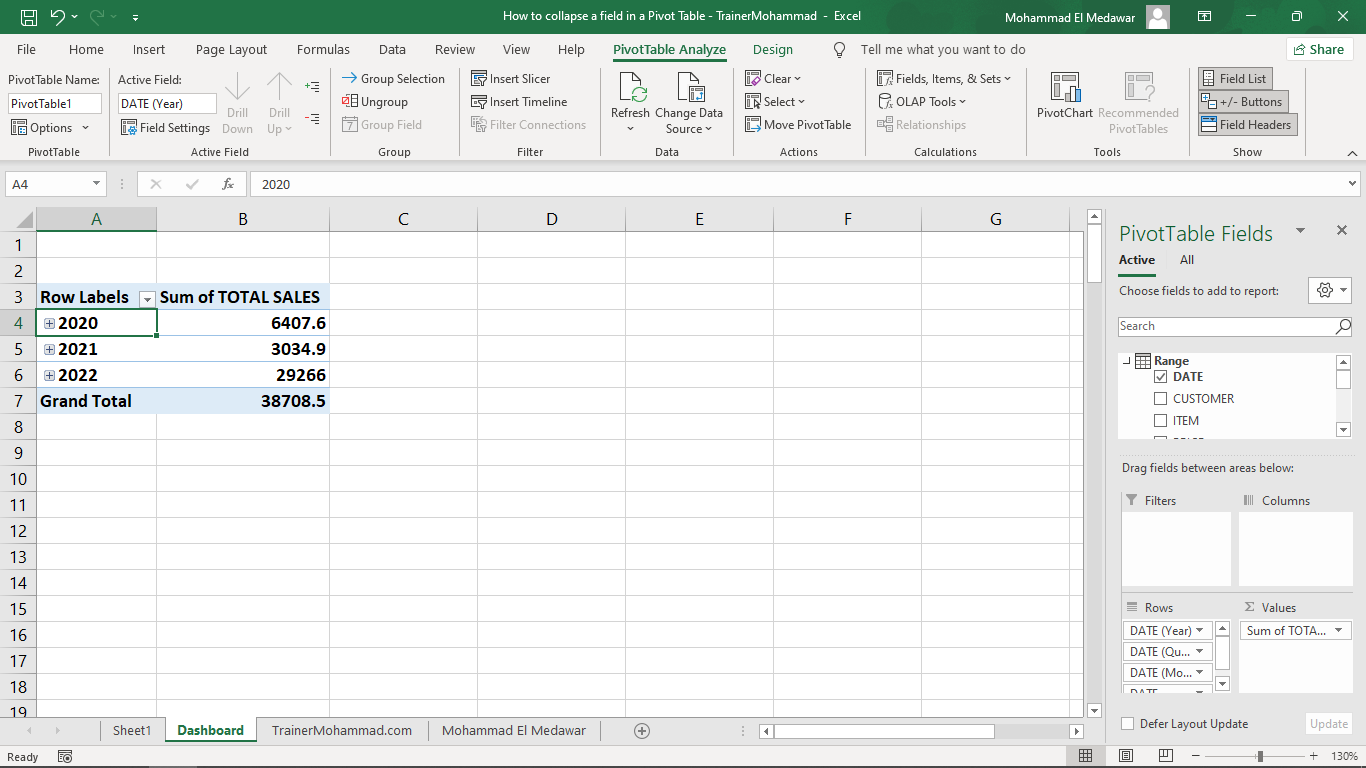 How to collapse a field in a Pivot Table - TrainerMohammad - Excel
Mohammad El Medawar
File Home Insert Page Layout Formulas Data Review View Help PivotTable Analyze Design Tell me what you want to do Share
PivotTable Name:
PivotTable1
Options
PivotTable
Active Field:
DATE (Year)
Field Settings
Drill Down
Drill Up
Active Field
Group Selection
Ungroup
Group Field
Group
Insert Slicer
Insert Timeline
Filter Connections
Filter
Refresh
Change Data Source
Data
Clear
Select
Move PivotTable
Actions
Fields, Items, & Sets
OLAP Tools
Relationships
Calculations
PivotChart
Recommended PivotTables
Tools
Field List
+/- Buttons
Field Headers
Show
A4 fx 2020
A B C D E F G
1
2
3 Row Labels Sum of TOTAL SALES
4 2020 6407.6
5 2021 3034.9
6 2022 29266
7 Grand Total 38708.5
8
9
10
11
12
13
14
15
16
17
18
19
PivotTable Fields
Active All
Choose fields to add to report:
Search
Range
DATE
CUSTOMER
ITEM
Drag fields between areas below:
Filters Columns
Rows Values
DATE (Year) Sum of TOTA...
DATE (Qu...
DATE (Mo...
DATE
Defer Layout Update Update
Sheet1 Dashboard TrainerMohammad.com Mohammad El Medawar
Ready 130%